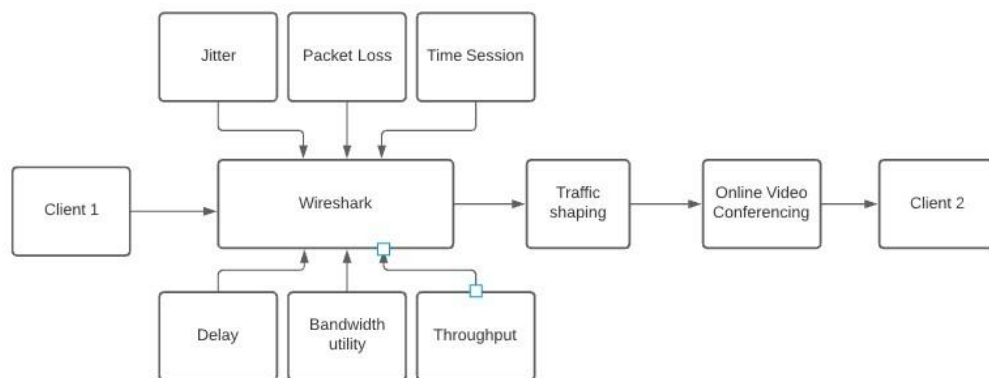 Jitter
Packet Loss
Time Session
Client 1
Wireshark
Traffic
shaping
Online Video
Conferencing
Client 2
Delay
Bandwidth
utility
Throughput